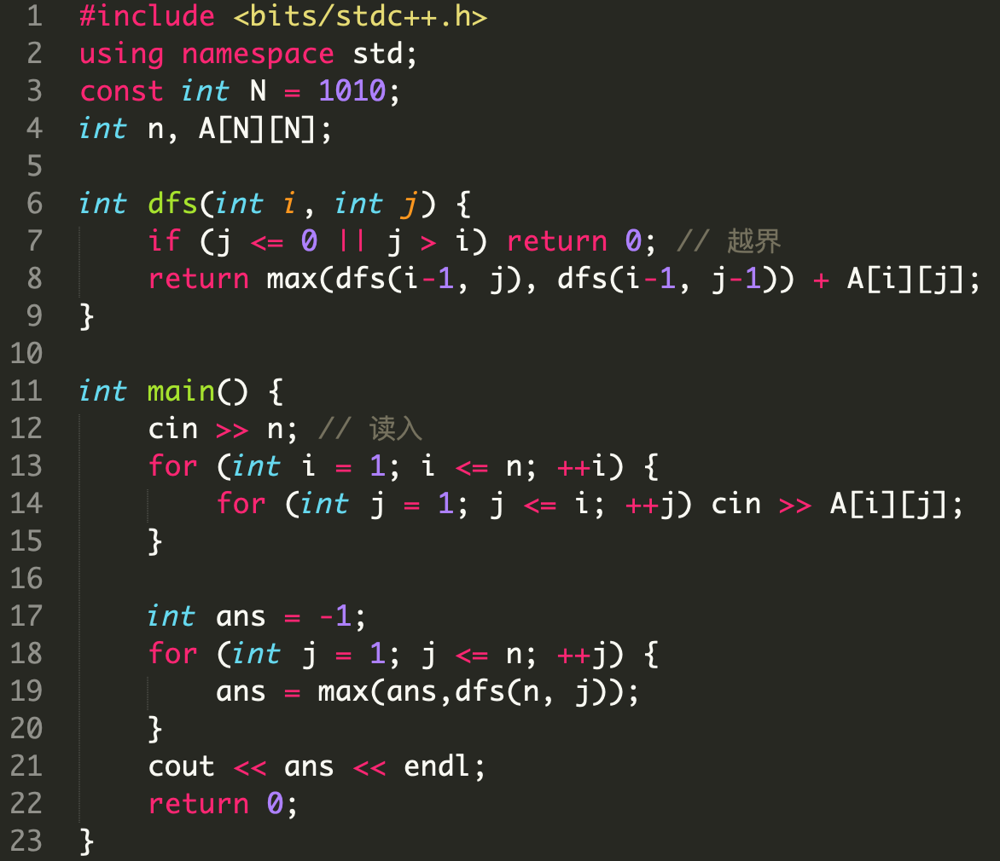 1 #include <bits/stdc++.h>
2 using namespace std;
3 const int N = 1010;
4 int n, A[N][N];
5
6 int dfs(int i, int j) {
7     if (j <= 0 || j > i) return 0; // 越界
8     return max(dfs(i-1, j), dfs(i-1, j-1)) + A[i][j];
9 }
10
11 int main() {
12     cin >> n; // 读入
13     for (int i = 1; i <= n; ++i) {
14         for (int j = 1; j <= i; ++j) cin >> A[i][j];
15     }
16
17     int ans = -1;
18     for (int j = 1; j <= n; ++j) {
19         ans = max(ans,dfs(n, j));
20     }
21     cout << ans << endl;
22     return 0;
23 }